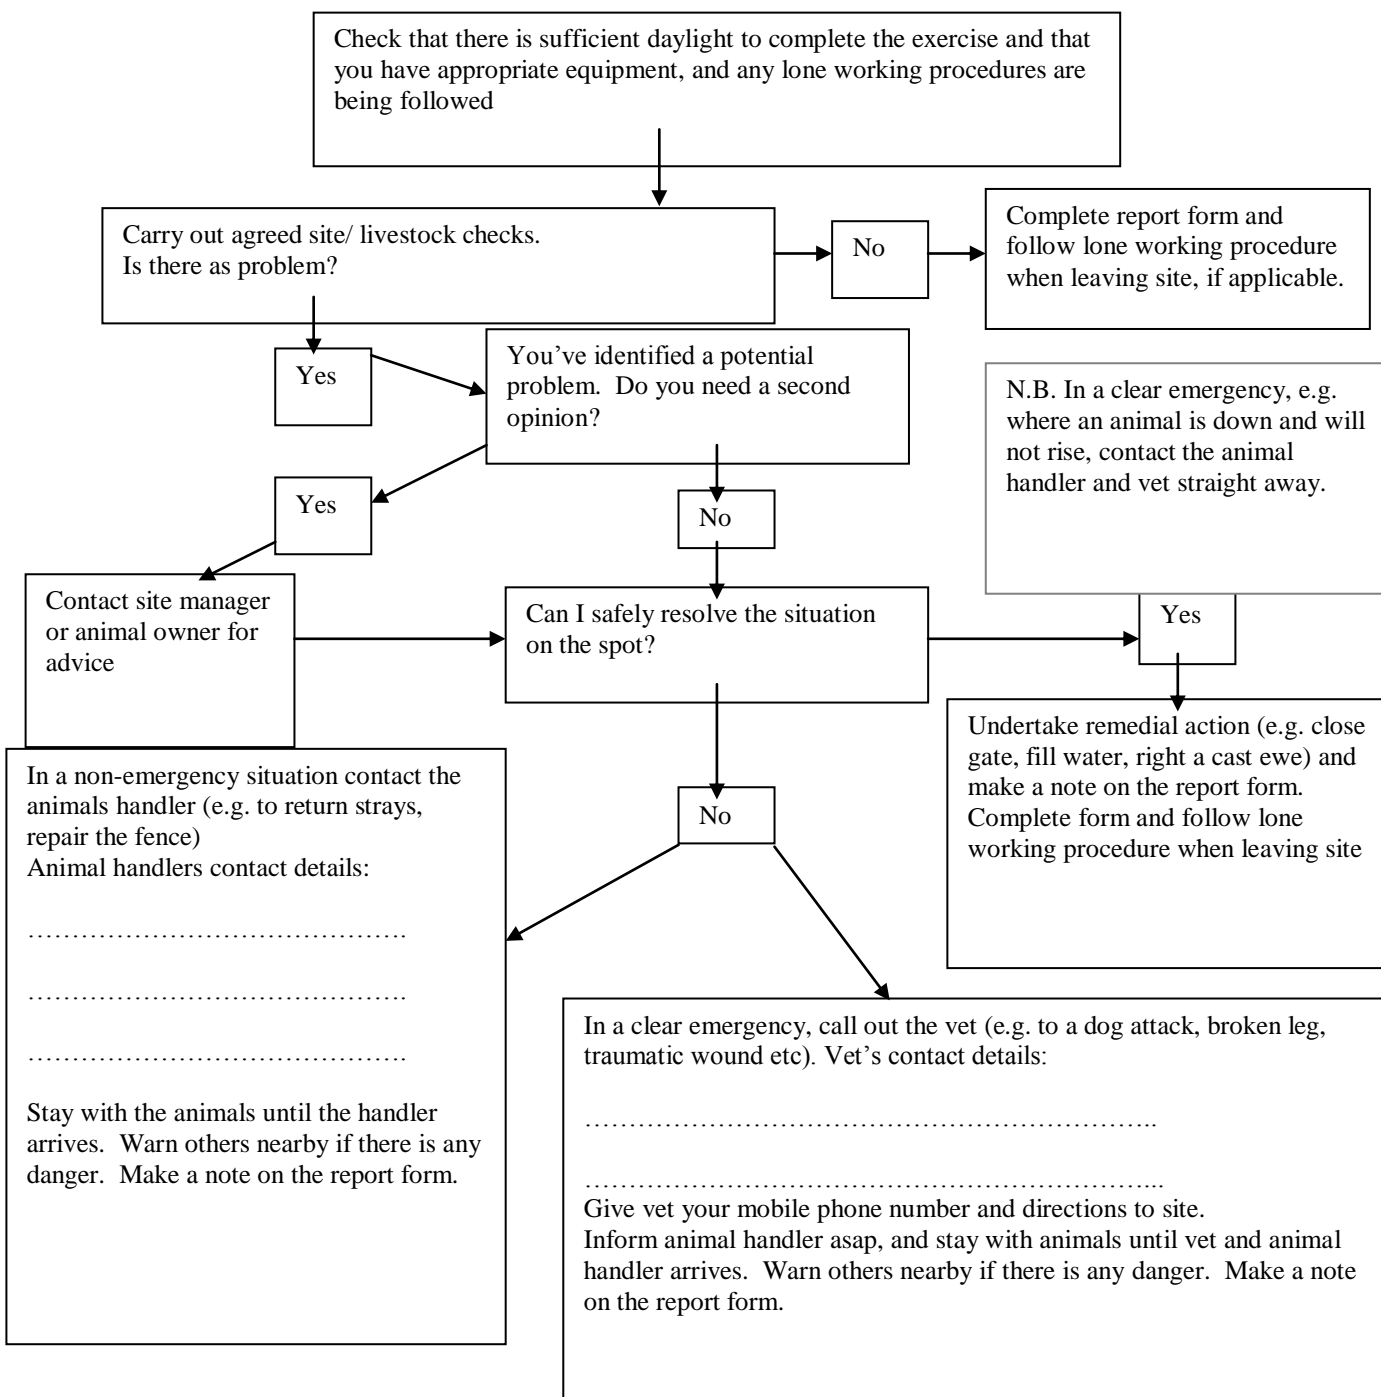 Check that there is sufficient daylight to complete the exercise and that
you have appropriate equipment, and any lone working procedures are
being followed
Carry out agreed site/ livestock checks.
Is there as problem?
No
Complete report form and
follow lone working procedure
when leaving site, if applicable.
Yes
You’ve identified a potential
problem.  Do you need a second
opinion?
N.B. In a clear emergency, e.g.
where an animal is down and will
not rise, contact the animal
handler and vet straight away.
Yes
No
Contact site manager
or animal owner for
advice
Can I safely resolve the situation
on the spot?
Yes
Undertake remedial action (e.g. close
gate, fill water, right a cast ewe) and
make a note on the report form.
Complete form and follow lone
working procedure when leaving site
In a non-emergency situation contact the
animals handler (e.g. to return strays,
repair the fence)
Animal handlers contact details:
…………………………………….
…………………………………….
…………………………………….
Stay with the animals until the handler
arrives.  Warn others nearby if there is any
danger.  Make a note on the report form.
No
In a clear emergency, call out the vet (e.g. to a dog attack, broken leg,
traumatic wound etc). Vet’s contact details:
………………………………………………………..
………………………………………………………...
Give vet your mobile phone number and directions to site.
Inform animal handler asap, and stay with animals until vet and animal
handler arrives.  Warn others nearby if there is any danger.  Make a note
on the report form.